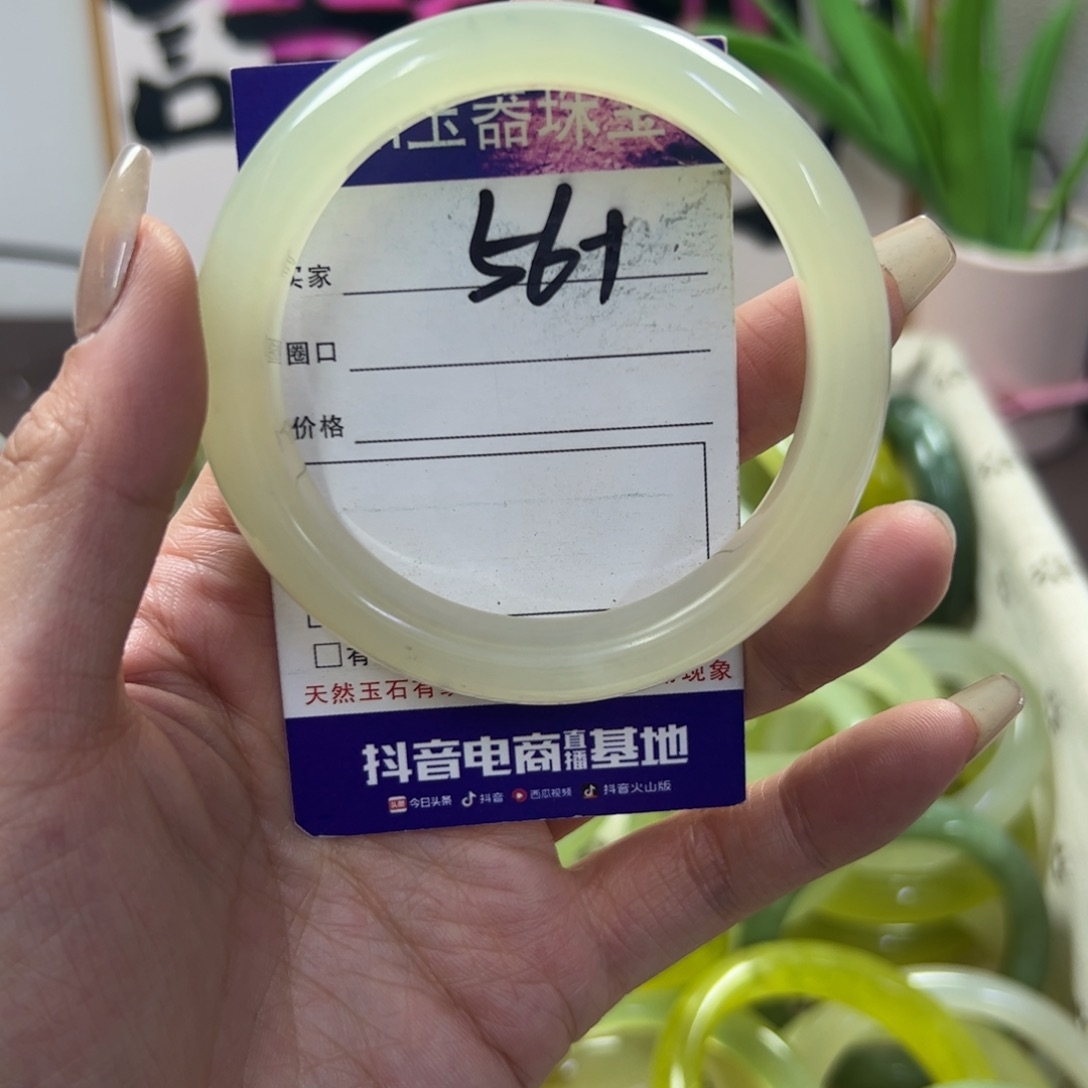 玉器珠宝
56+
买家
圈口
价格
有
天然玉石有
现象
抖音电商直播基地
今日头条 抖音 西瓜视频 抖音火山版